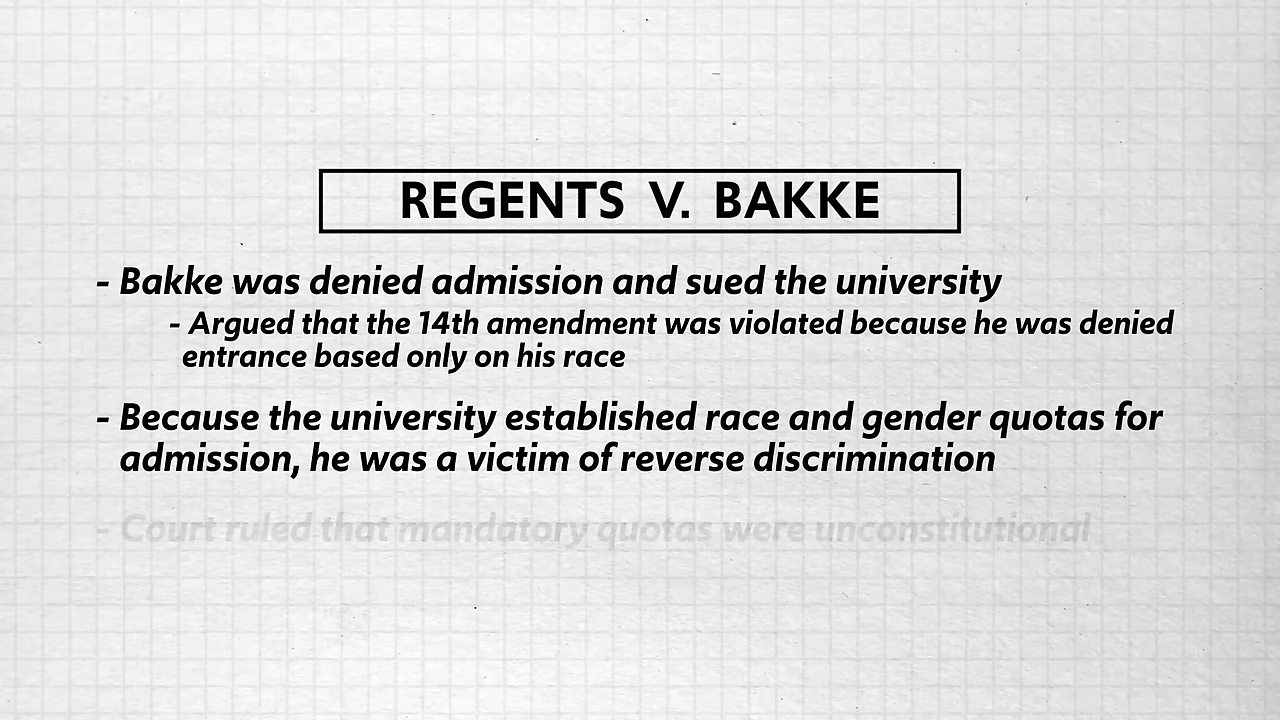 REGENTS V. BAKKE
- Bakke was denied admission and sued the university
- Argued that the 14th amendment was violated because he was denied
entrance based only on his race
- Because the university established race and gender quotas for
admission, he was a victim of reverse discrimination
- Court ruled that mandatory quotas were unconstitutional